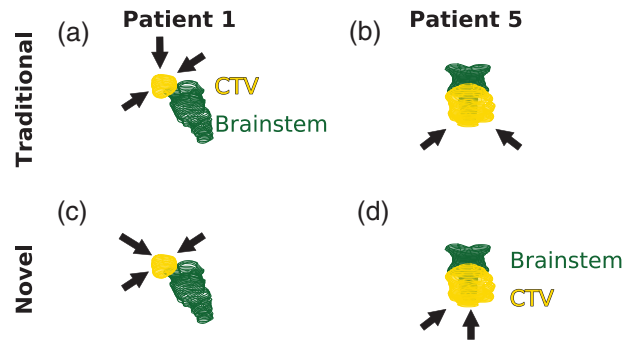 Patient 1
Patient 5
Traditional
(a)
(b)
CTV
Brainstem
Novel
(c)
(d)
Brainstem
CTV